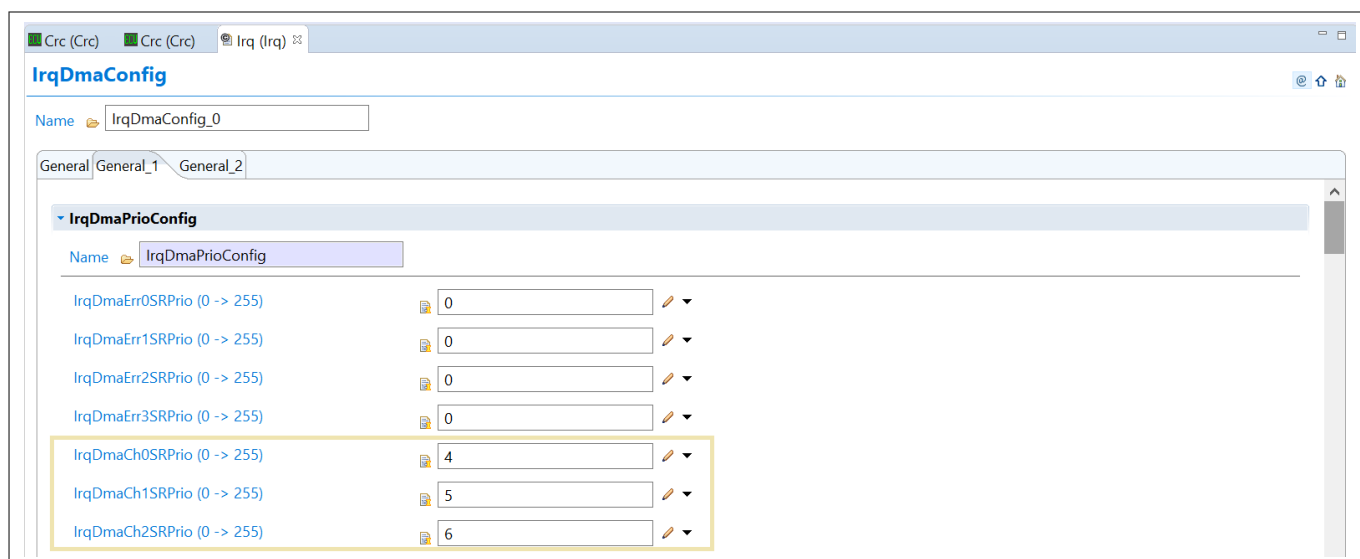 Crc (Crc) Crc (Crc) Irq (Irq)
IrqDmaConfig
Name IrqDmaConfig_0
General General_1 General_2
IrqDmaPrioConfig
Name IrqDmaPrioConfig
IrqDmaErr0SRPrio (0 -> 255) 0
IrqDmaErr1SRPrio (0 -> 255) 0
IrqDmaErr2SRPrio (0 -> 255) 0
IrqDmaErr3SRPrio (0 -> 255) 0
IrqDmaCh0SRPrio (0 -> 255) 4
IrqDmaCh1SRPrio (0 -> 255) 5
IrqDmaCh2SRPrio (0 -> 255) 6